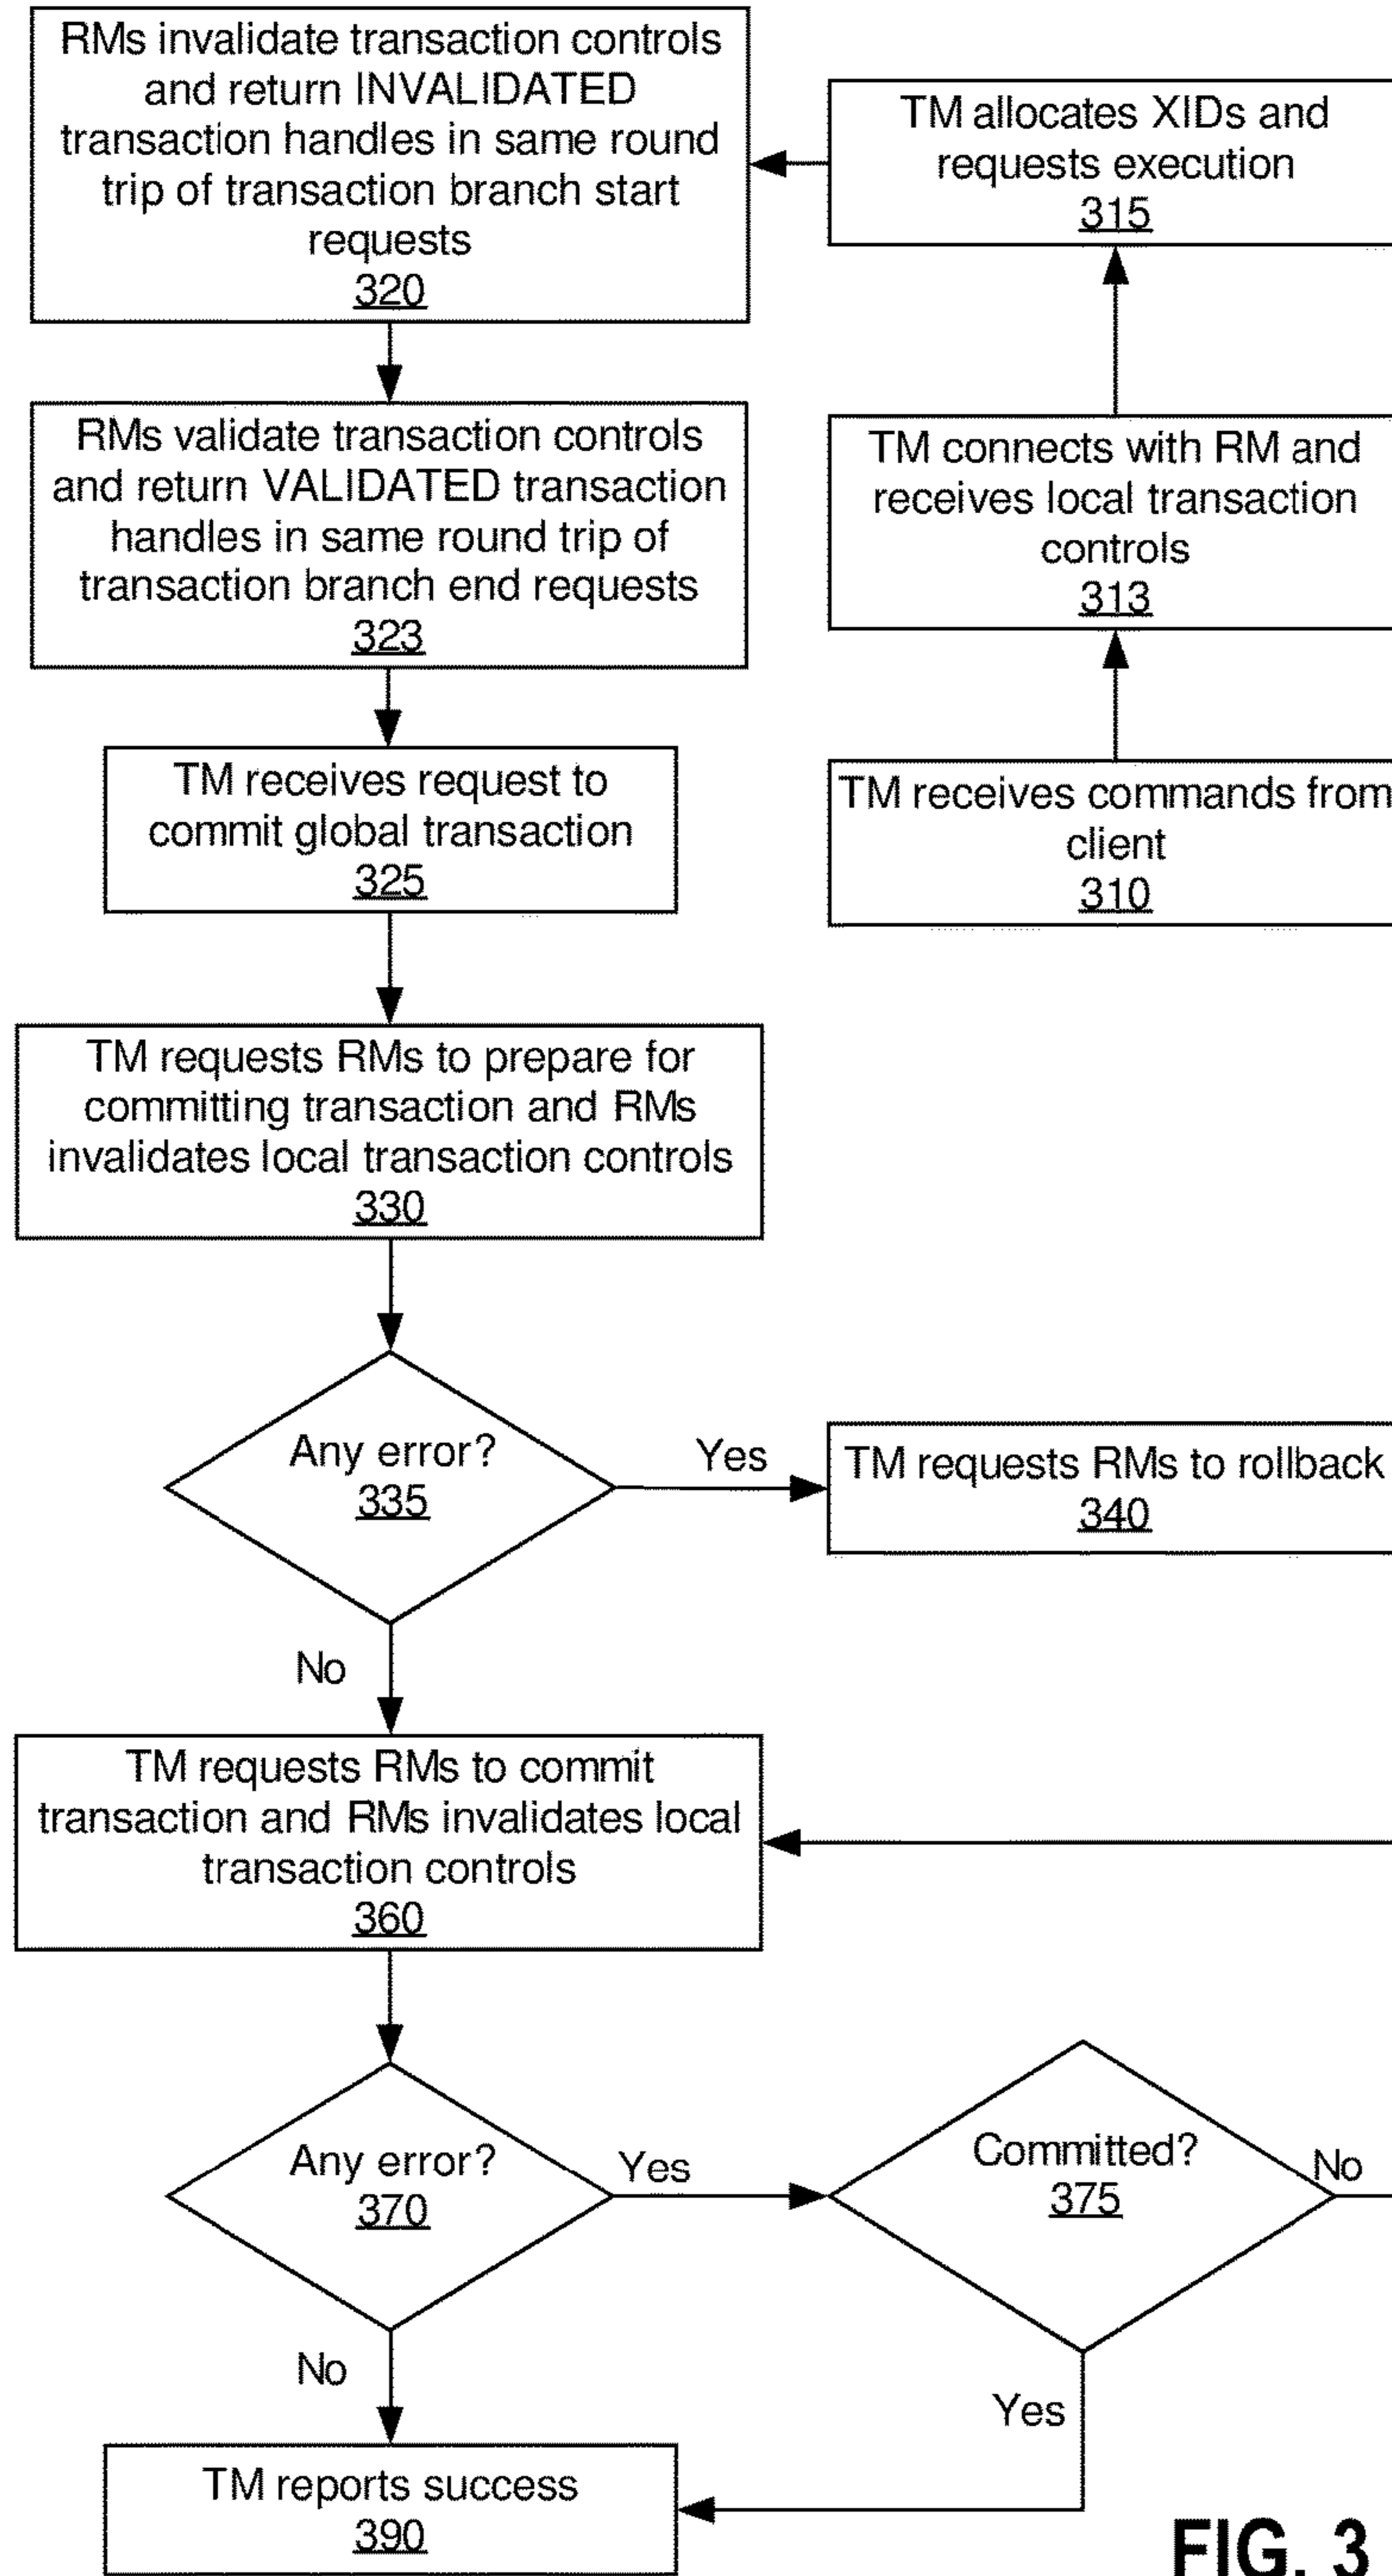 RMs invalidate transaction controls
and return INVALIDATED
transaction handles in same round
trip of transaction branch start
requests
320
TM allocates XIDs and
requests execution
315
RMs validate transaction controls
and return VALIDATED transaction
handles in same round trip of
transaction branch end requests
323
TM connects with RM and
receives local transaction
controls
313
TM receives request to
commit global transaction
325
TM receives commands from
client
310
TM requests RMs to prepare for
committing transaction and RMs
invalidates local transaction controls
330
Any error?
335
Yes
TM requests RMs to rollback
340
No
TM requests RMs to commit
transaction and RMs invalidates local
transaction controls
360
Any error?
370
Yes
Committed?
375
No
No
Yes
TM reports success
390
FIG. 3